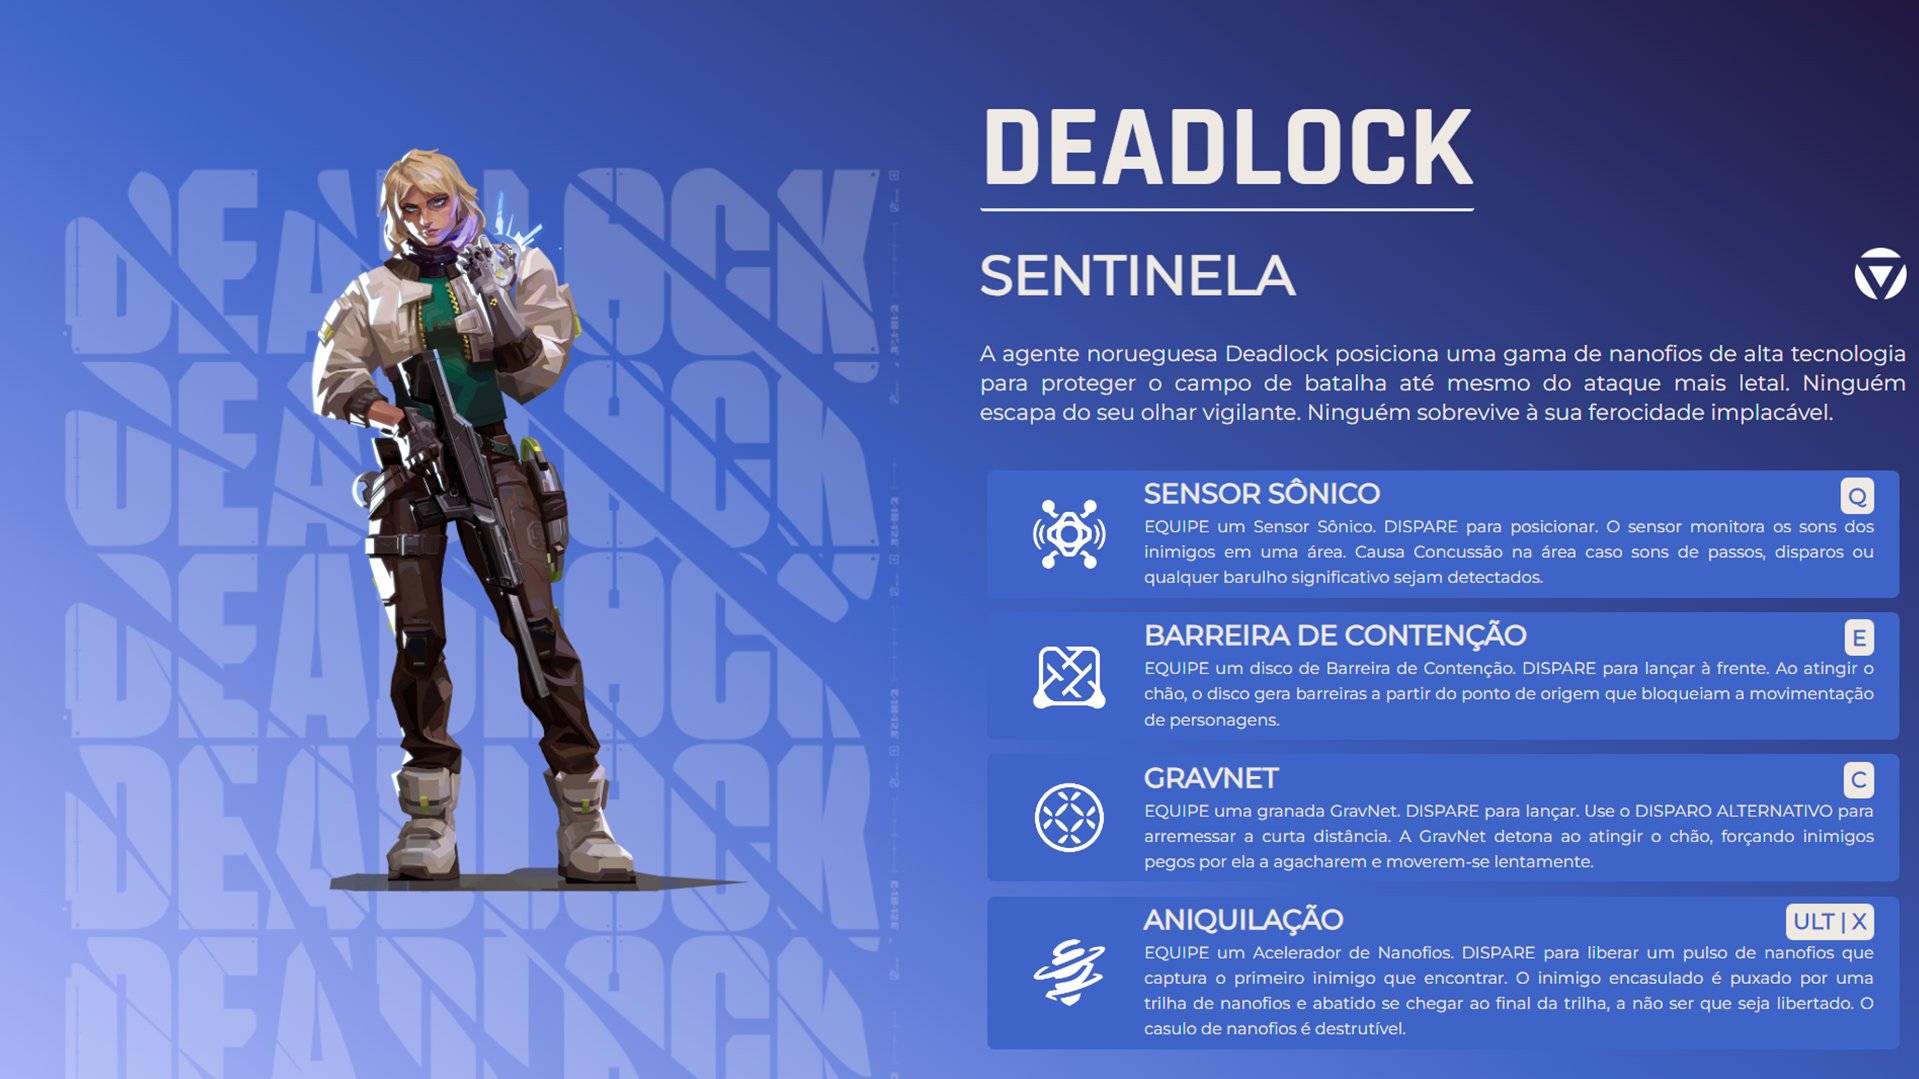 DEADLOCK
SENTINELA
A agente norueguesa Deadlock posiciona uma gama de nanofios de alta tecnologia
para proteger o campo de batalha até mesmo do ataque mais letal. Ninguém
escapa do seu olhar vigilante. Ninguém sobrevive à sua ferocidade implacável.
SENSOR SÔNICO
Q
EQUIPE um Sensor Sônico. DISPARE para posicionar. O sensor monitora os sons dos
inimigos em uma área. Causa Concussão na área caso sons de passos, disparos ou
qualquer barulho significativo sejam detectados.
BARREIRA DE CONTENÇÃO
E
EQUIPE um disco de Barreira de Contenção. DISPARE para lançar à frente. Ao atingir o
chão, o disco gera barreiras a partir do ponto de origem que bloqueiam a movimentação
de personagens.
GRAVNET
C
EQUIPE uma granada GravNet. DISPARE para lançar. Use o DISPARO ALTERNATIVO para
arremessar a curta distância. A GravNet detona ao atingir o chão, forçando inimigos
pegos por ela a agacharem e moverem-se lentamente.
ANIQUILAÇÃO
ULT | X
EQUIPE um Acelerador de Nanofios. DISPARE para liberar um pulso de nanofios que
captura o primeiro inimigo que encontrar. O inimigo encasulado é puxado por uma
trilha de nanofios e abatido se chegar ao final da trilha, a não ser que seja libertado. O
casulo de nanofios é destrutível.
DEADLOCK
DEADLOCK
DEADLOCK
DEADLOCK
DEADLOCK